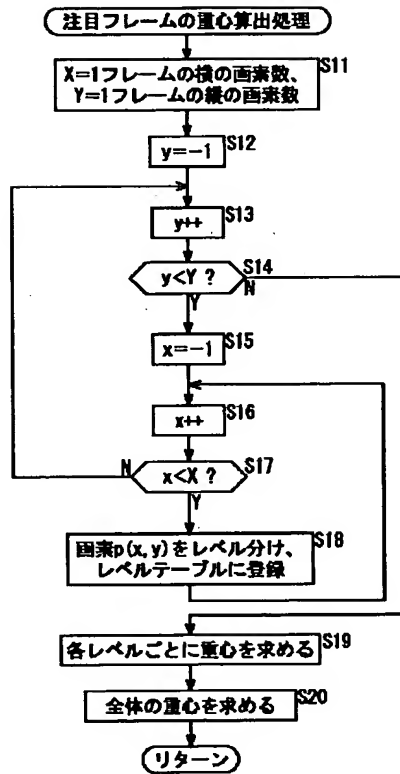 注目フレームの重心算出処理
X=1フレームの横の画素数、
Y=1フレームの縦の画素数
S11
y=-1
S12
y++
S13
y<Y ?
S14
Y
N
x=-1
S15
x++
S16
x<X ?
S17
N
Y
画素p(x,y)をレベル分け、
レベルテーブルに登録
S18
各レベルごとに重心を求める
S19
全体の重心を求める
S20
リターン